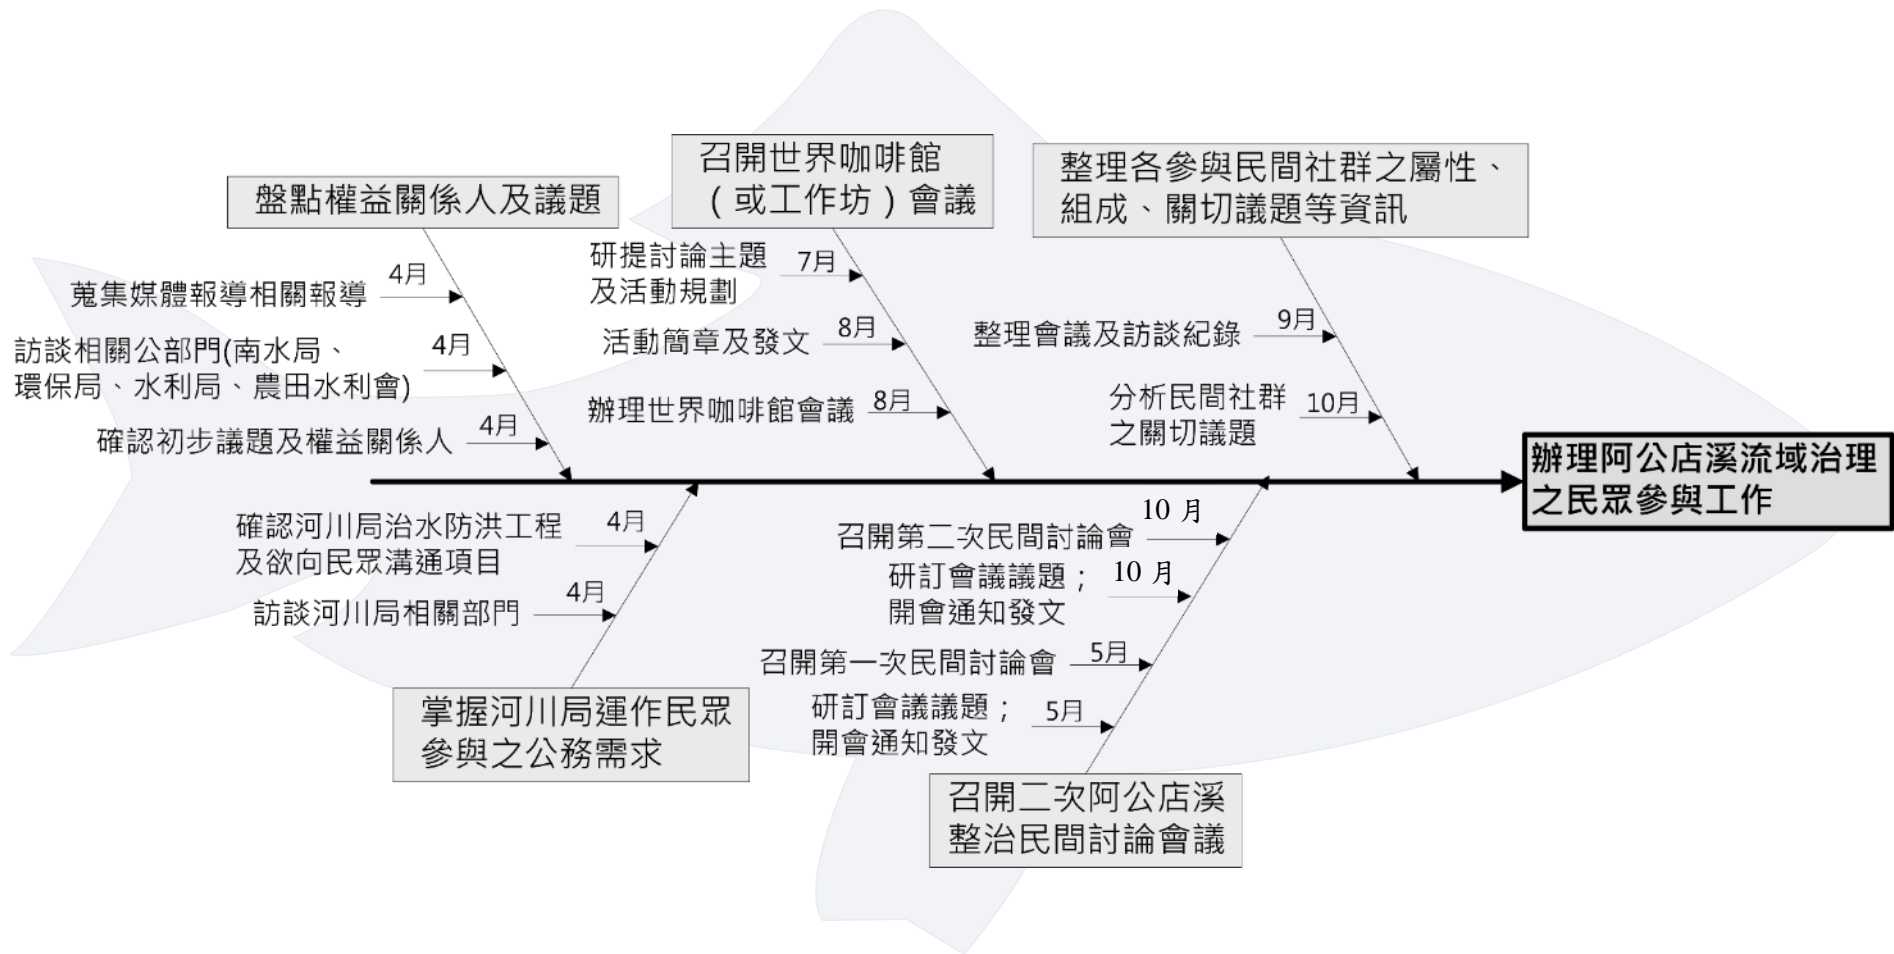 盤點權益關係人及議題
蒐集媒體報導相關報導
4月
訪談相關公部門(南水局、
環保局、水利局、農田水利會)
4月
確認初步議題及權益關係人
4月
召開世界咖啡館
（或工作坊）會議
研提討論主題
及活動規劃
7月
活動簡章及發文
8月
辦理世界咖啡館會議
8月
整理各參與民間社群之屬性、
組成、關切議題等資訊
整理會議及訪談紀錄
9月
分析民間社群
之關切議題
10月
辦理阿公店溪流域治理
之民眾參與工作
確認河川局治水防洪工程
及欲向民眾溝通項目
4月
訪談河川局相關部門
4月
掌握河川局運作民眾
參與之公務需求
召開第二次民間討論會
10 月
研訂會議議題；
開會通知發文
10 月
召開第一次民間討論會
5月
研訂會議議題；
開會通知發文
5月
召開二次阿公店溪
整治民間討論會議